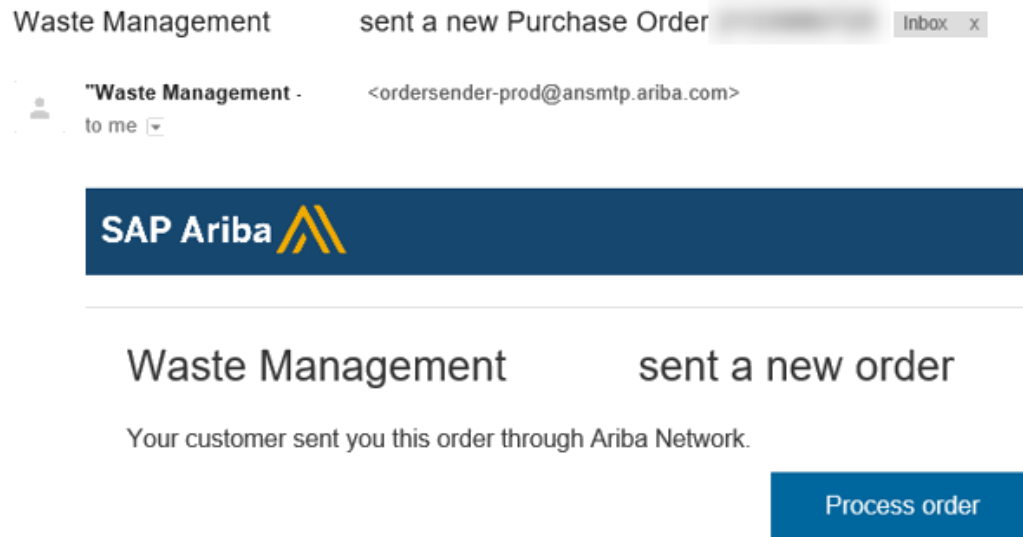 Waste Management sent a new Purchase Order Inbox x
"Waste Management - <ordersender-prod@ansmtp.ariba.com>
to me
SAP Ariba
Waste Management sent a new order
Your customer sent you this order through Ariba Network.
Process order